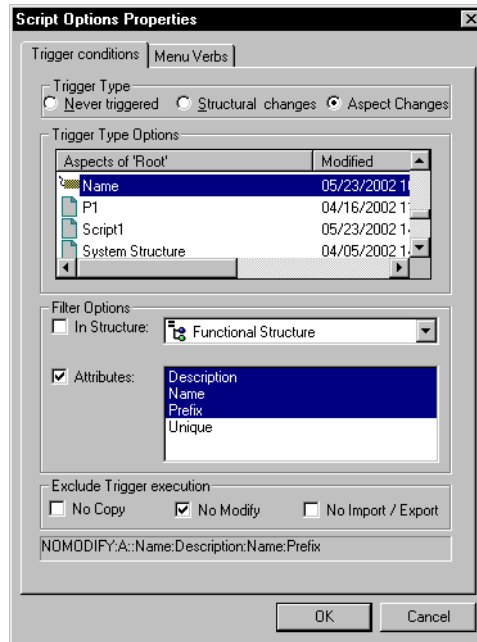 Script Options Properties
Trigger conditions Menu Verbs
Trigger Type
Never triggered Structural changes Aspect Changes
Trigger Type Options
Aspects of 'Root' Modified
Name 05/23/2002
P1 04/16/2002
Script1 05/23/2002
System Structure 04/05/2002
Filter Options
In Structure: Functional Structure
Attributes:
Description
Name
Prefix
Unique
Exclude Trigger execution
No Copy No Modify No Import / Export
NOMODIFY:A::Name:Description:Name:Prefix
OK Cancel